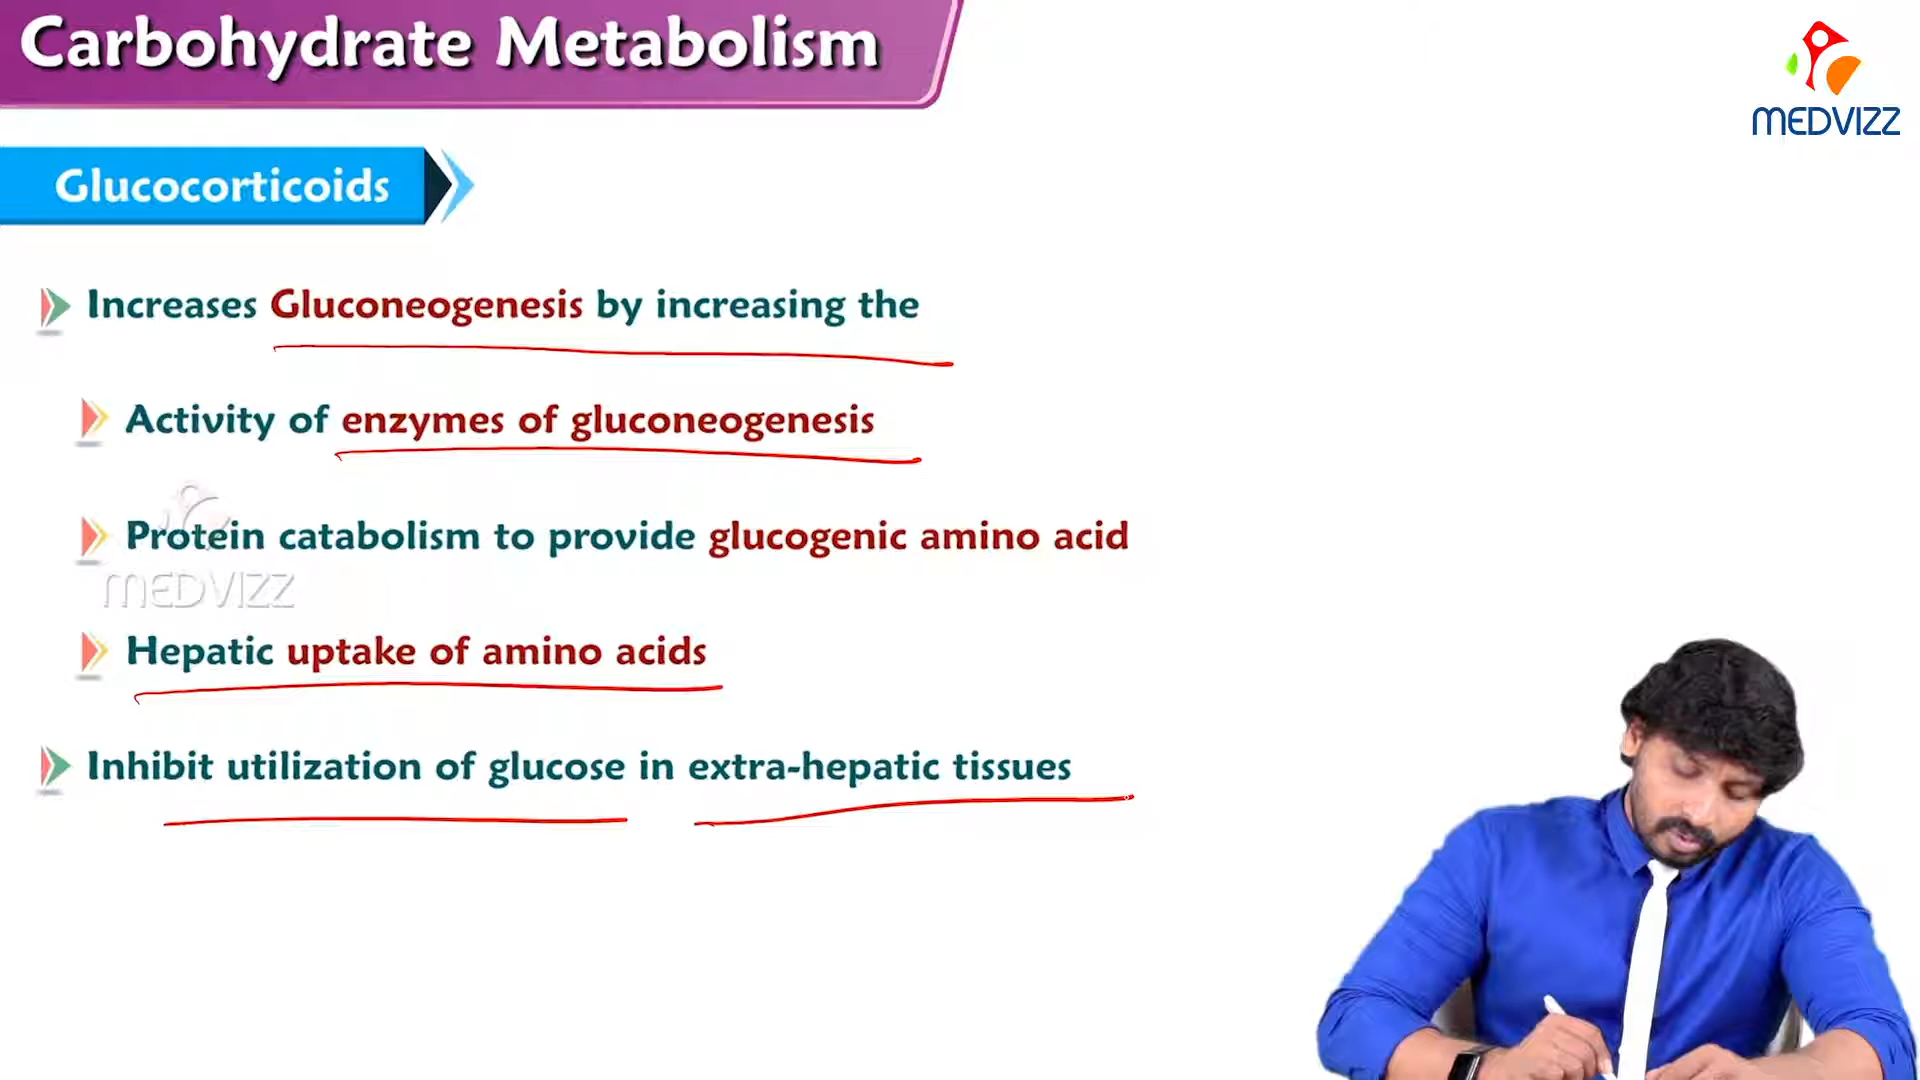 Carbohydrate Metabolism
MEDVIZZ
Glucocorticoids
Increases Gluconeogenesis by increasing the
Activity of enzymes of gluconeogenesis
Protein catabolism to provide glucogenic amino acid
MEDVIZZ
Hepatic uptake of amino acids
Inhibit utilization of glucose in extra-hepatic tissues